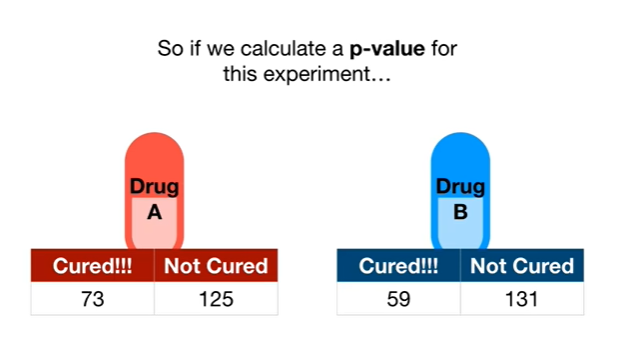 So if we calculate a p-value for
this experiment…
Drug
A
Drug
B
Cured!!! Not Cured
73 125
Cured!!! Not Cured
59 131